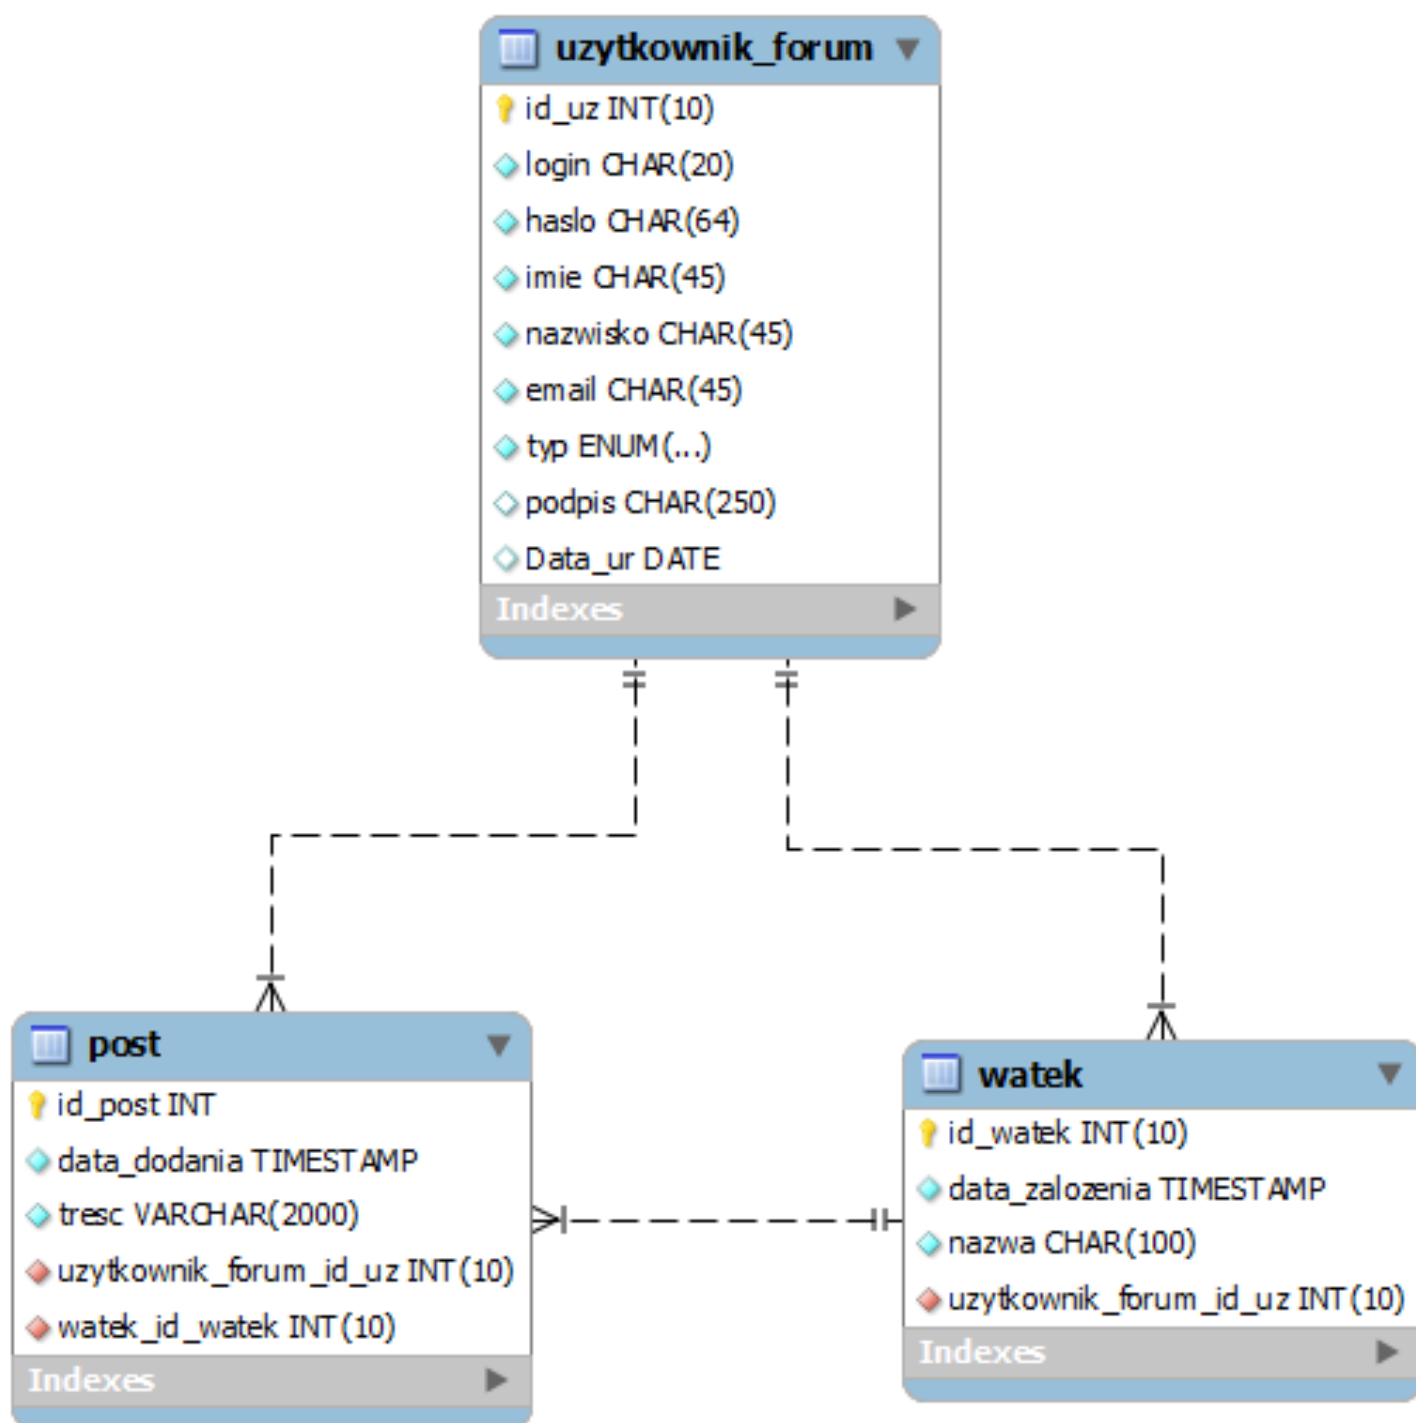 uzytkownik_forum
id_uz INT(10)
login CHAR(20)
haslo CHAR(64)
imie CHAR(45)
nazwisko CHAR(45)
email CHAR(45)
typ ENUM(...)
podpis CHAR(250)
Data_ur DATE
Indexes
post
id_post INT
data_dodania TIMESTAMP
tresc VARCHAR(2000)
uzytkownik_forum_id_uz INT(10)
watek_id_watek INT(10)
Indexes
watek
id_watek INT(10)
data_zalozenia TIMESTAMP
nazwa CHAR(100)
uzytkownik_forum_id_uz INT(10)
Indexes